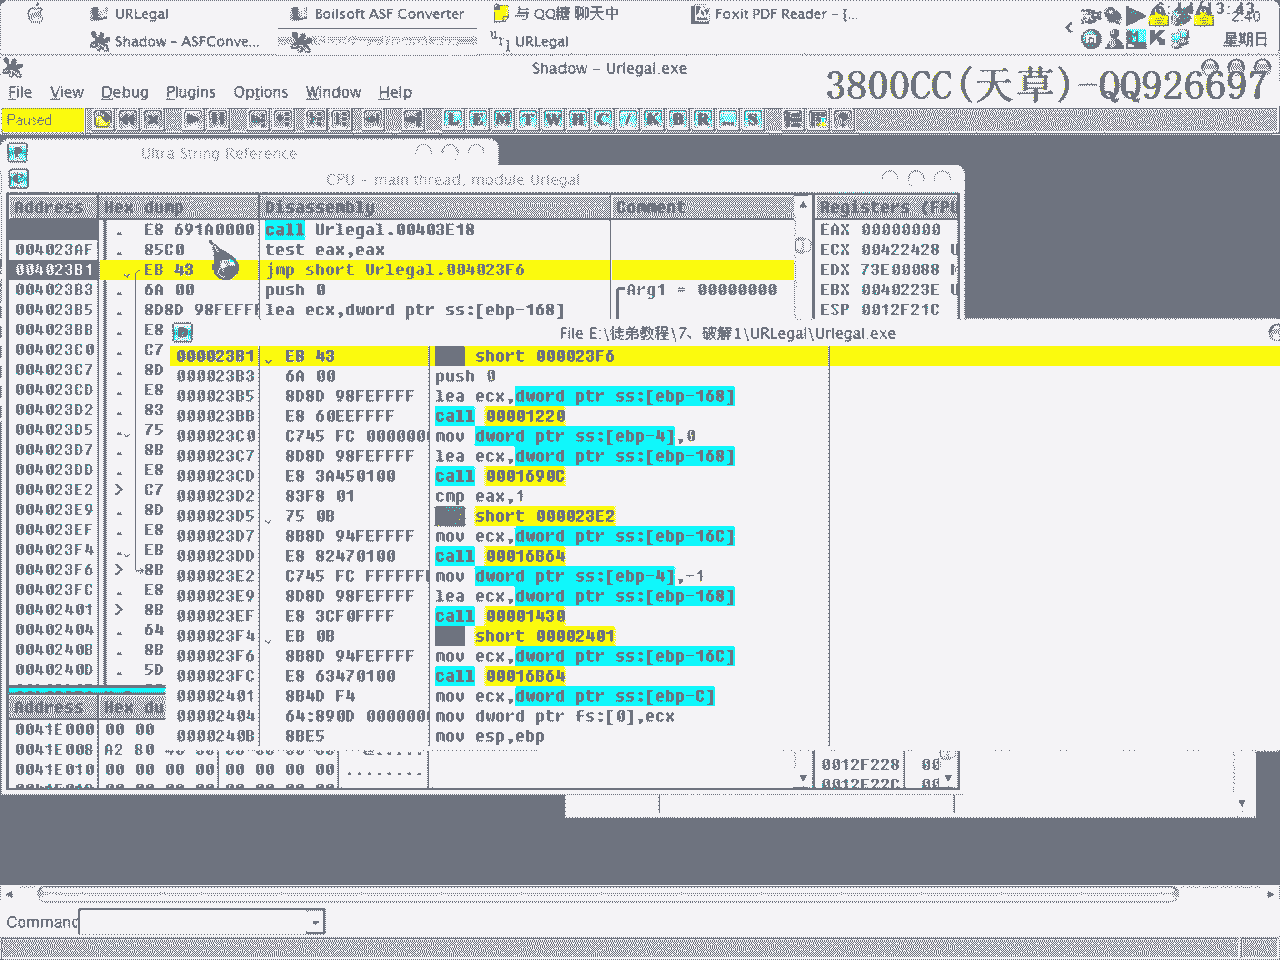 URLegal
Boilsoft ASF Converter
与 QQ糖 聊天中
Foxit PDF Reader - {...
6:14/13:43
2:40
Shadow - ASFConve...
URLegal
星期日
Shadow - Urlegal.exe
3800CC(天草)-QQ926697
File View Debug Plugins Options Window Help
Paused
L E M T W H C / K B R ... S
Ultra String Reference
CPU - main thread, module Urlegal
Address Hex dump Disassembly Comment Registers (FPU
E8 691A0000 call Urlegal.00403E18
EAX 00000000
004023AF 85C0 test eax,eax
ECX 00422428 U
004023B1 EB 43 jmp short Urlegal.004023F6
EDX 73E00088
004023B3 6A 00 push 0 Arg1 = 00000000
EBX 0040223E U
004023B5 8D8D 98FEFFFF lea ecx,dword ptr ss:[ebp-168]
ESP 0012F21C
004023BB E8
004023C0 C7
004023C7 8D
004023CD E8
004023D2 83
004023D5 75
004023D7 8B
004023DD E8
004023E2 > C7
004023E9 8D
004023EF E8
004023F4 EB
004023F6 > 8B
004023FC E8
00402401 > 8B
00402404 64
0040240B 8B
0040240D 5D
File E:\徒弟教程\7、破解1\URLegal\Urlegal.exe
000023B1 EB 43 short 000023F6
000023B3 6A 00 push 0
000023B5 8D8D 98FEFFFF lea ecx,dword ptr ss:[ebp-168]
000023BB E8 60EEFFFF call 00001220
000023C0 C745 FC 0000000 mov dword ptr ss:[ebp-4],0
000023C7 8D8D 98FEFFFF lea ecx,dword ptr ss:[ebp-168]
000023CD E8 3A450100 call 0001690C
000023D2 83F8 01 cmp eax,1
000023D5 75 0B short 000023E2
000023D7 8B8D 94FEFFFF mov ecx,dword ptr ss:[ebp-16C]
000023DD E8 82470100 call 00016B64
000023E2 C745 FC FFFFFFF mov dword ptr ss:[ebp-4],-1
000023E9 8D8D 98FEFFFF lea ecx,dword ptr ss:[ebp-168]
000023EF E8 3CF0FFFF call 00001430
000023F4 EB 0B short 00002401
000023F6 8B8D 94FEFFFF mov ecx,dword ptr ss:[ebp-16C]
000023FC E8 63470100 call 00016B64
00002401 8B4D F4 mov ecx,dword ptr ss:[ebp-C]
00002404 64:890D 0000000 mov dword ptr fs:[0],ecx
0000240B 8BE5 mov esp,ebp
Address Hex du
0041E000 00 00
0041E008 A2 80
0041E010 00 00 00 00 00 00 00 00 ........
0012F228 00
0012F22C 00
Command